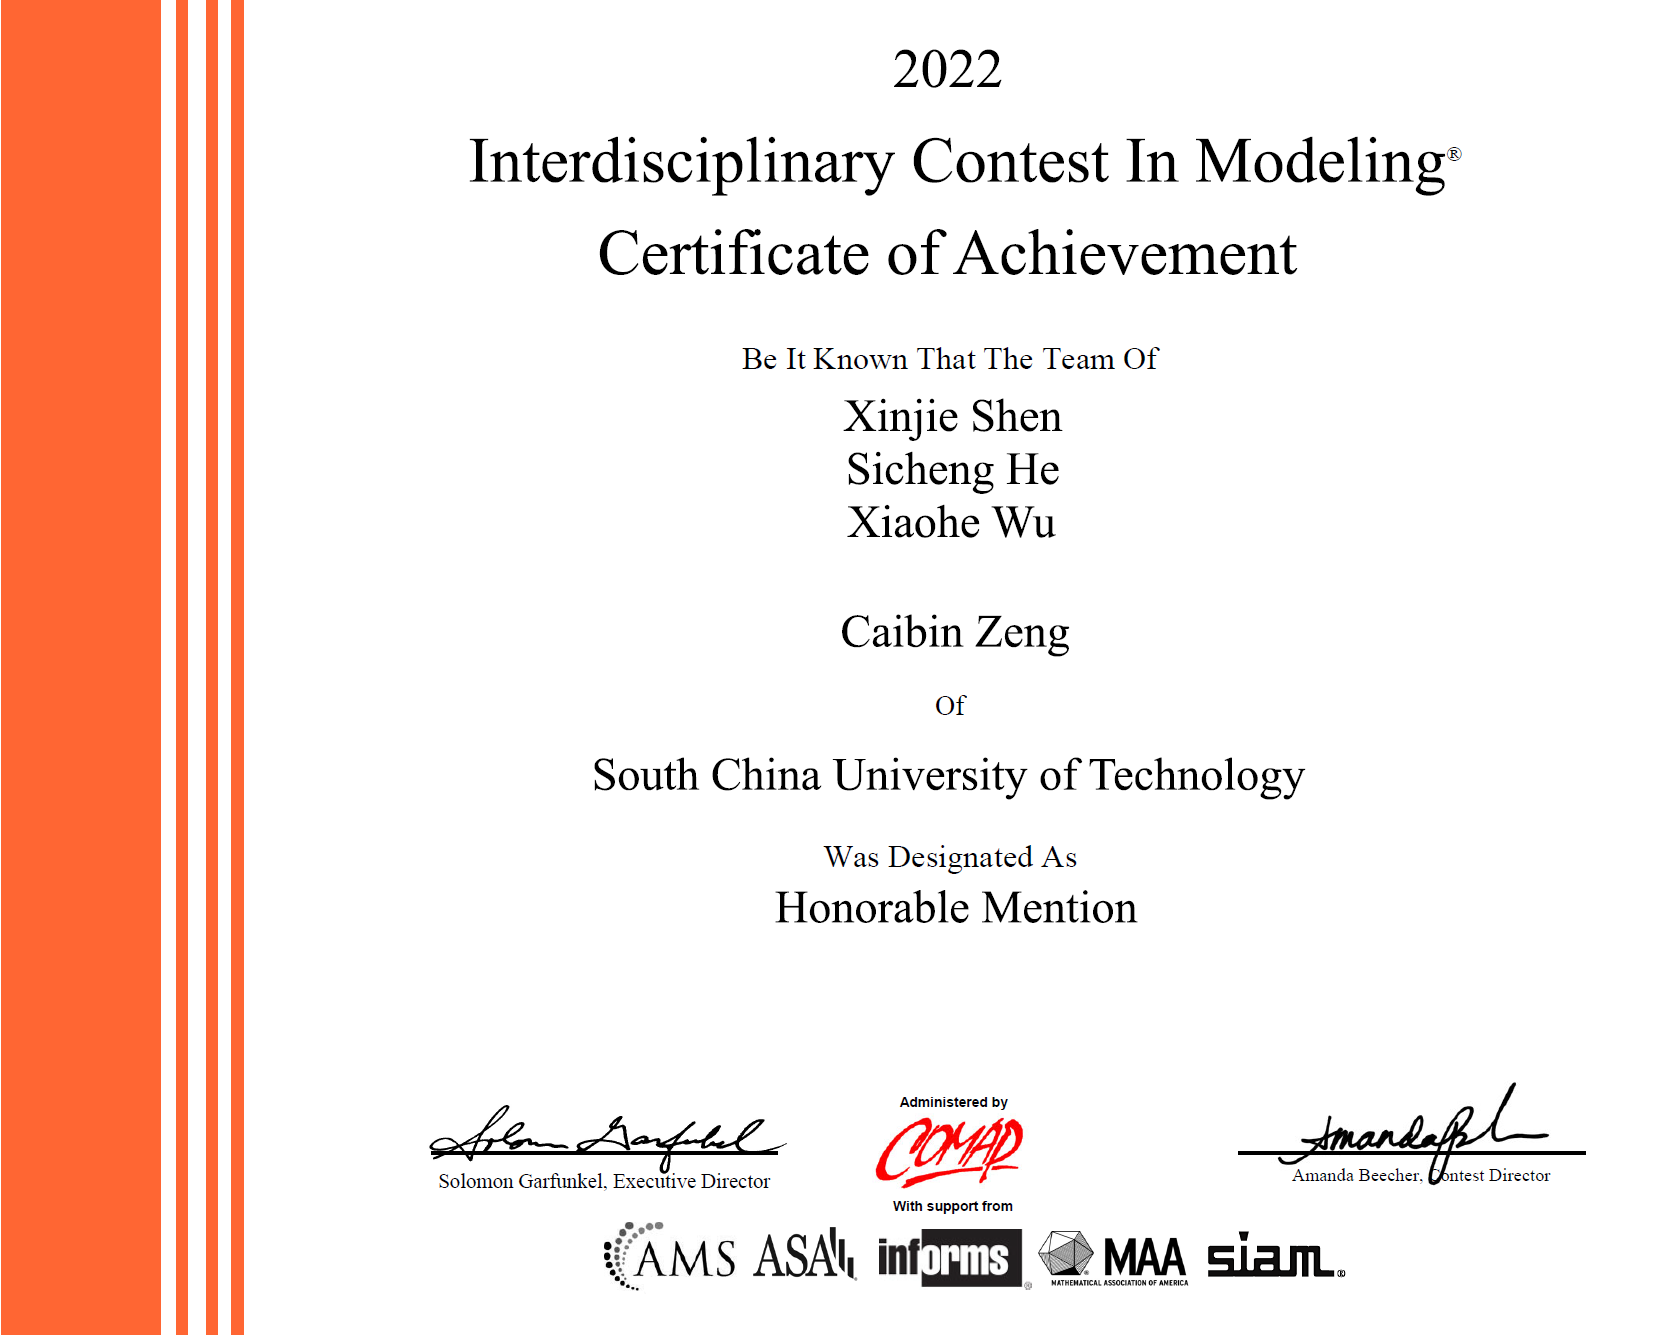 2022
Interdisciplinary Contest In Modeling®
Certificate of Achievement
Be It Known That The Team Of
Xinjie Shen
Sicheng He
Xiaohe Wu
Caibin Zeng
Of
South China University of Technology
Was Designated As
Honorable Mention
Solomon Garfunkel
Solomon Garfunkel, Executive Director
Administered by
COMAP
With support from
Amanda Beecher, Contest Director
AMS ASA informs® MAA siam®
MATHEMATICAL ASSOCIATION OF AMERICA